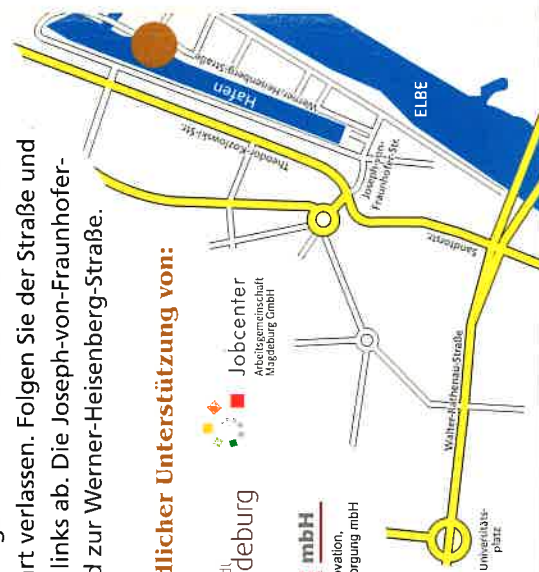 rt verlassen. Folgen Sie der Straße und
links ab. Die Joseph-von-Fraunhofer-
d zur Werner-Heisenberg-Straße.
dlicher Unterstützung von:
Jobcenter
Arbeitsgemeinschaft
Magdeburg GmbH
deburg
mbH
vation,
orgung mbH
Werner-Heisenberg-Straße
Hafen
Theodor-Kozlowski-Str.
Joseph-von-
Fraunhofer-Str.
ELBE
Sandtorstr.
Walter-Rathenau-Straße
Universitäts-
platz